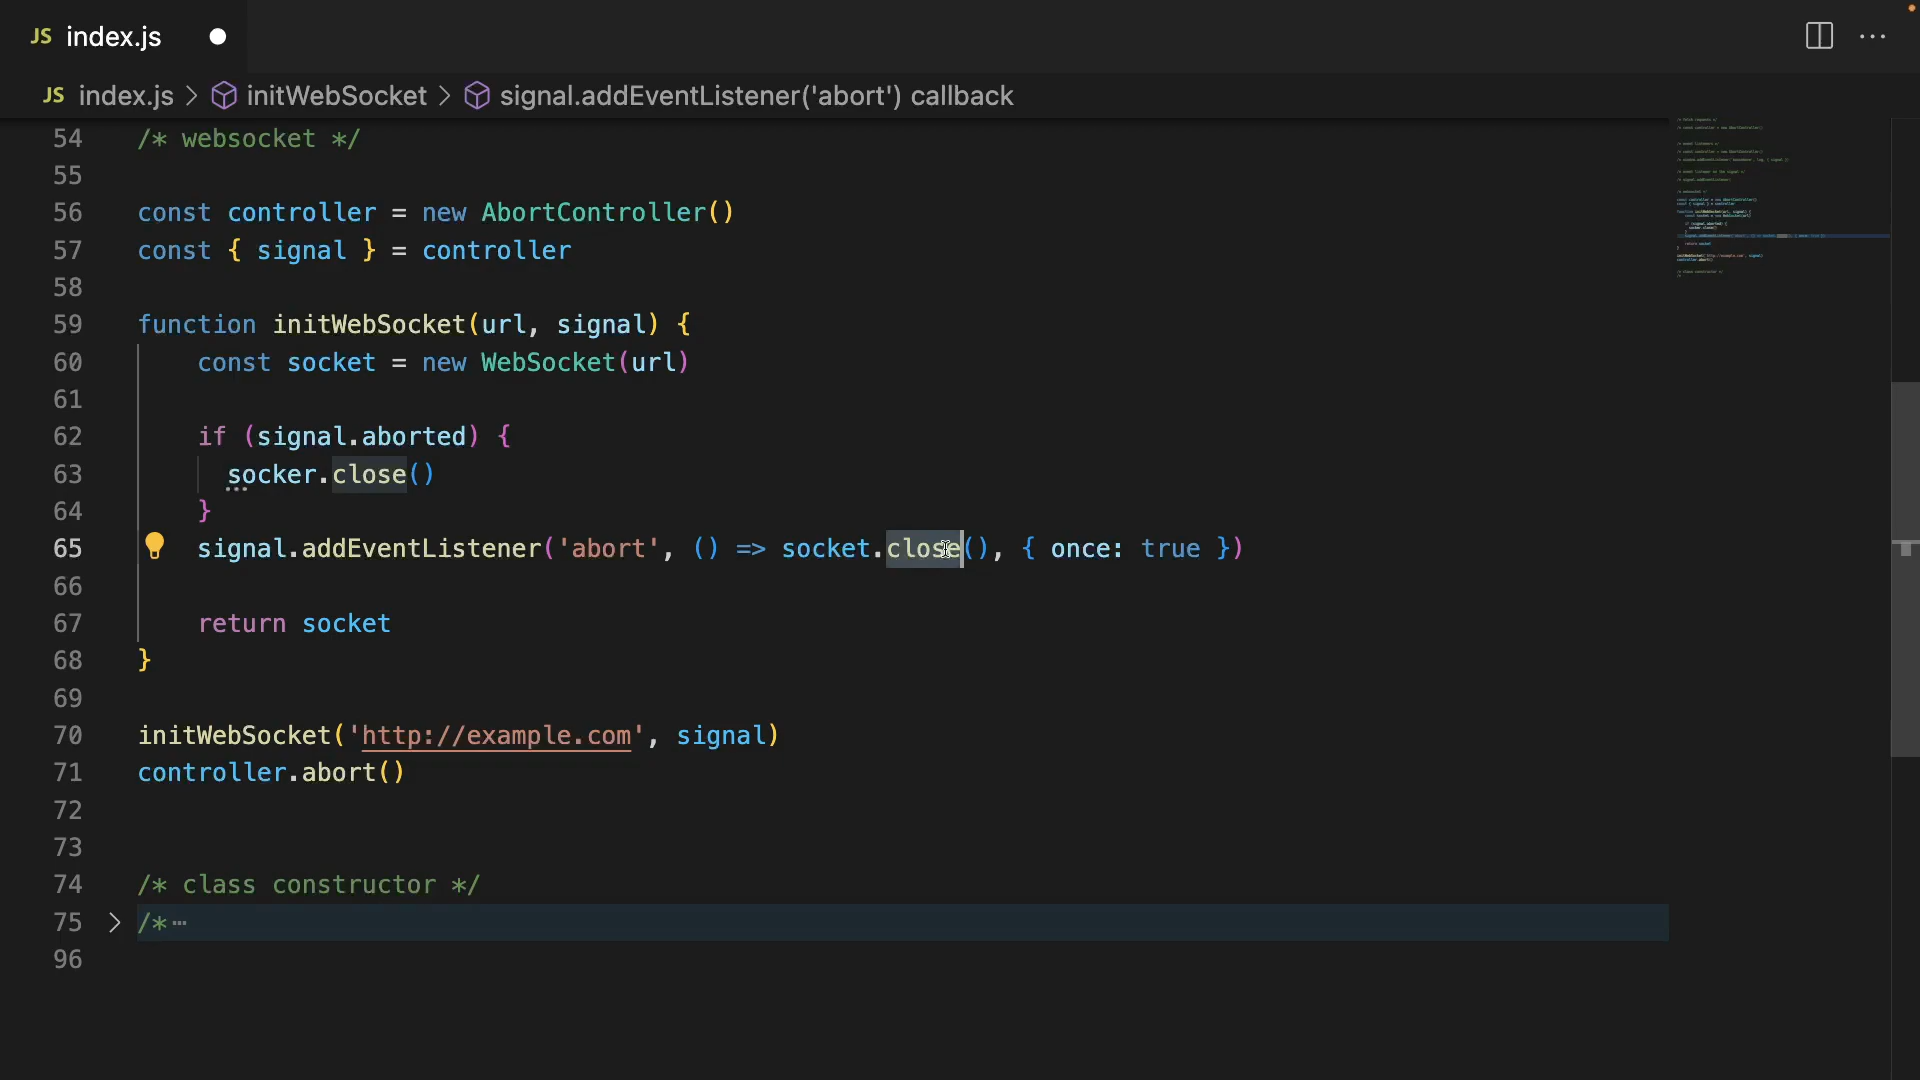 JS index.js
JS index.js > initWebSocket > signal.addEventListener('abort') callback
54 /* websocket */
55
56 const controller = new AbortController()
57 const { signal } = controller
58
59 function initWebSocket(url, signal) {
60 const socket = new WebSocket(url)
61
62 if (signal.aborted) {
63 socker.close()
64 }
65 signal.addEventListener('abort', () => socket.close(), { once: true })
66
67 return socket
68 }
69
70 initWebSocket('http://example.com', signal)
71 controller.abort()
72
73
74 /* class constructor */
75 > /*…
96